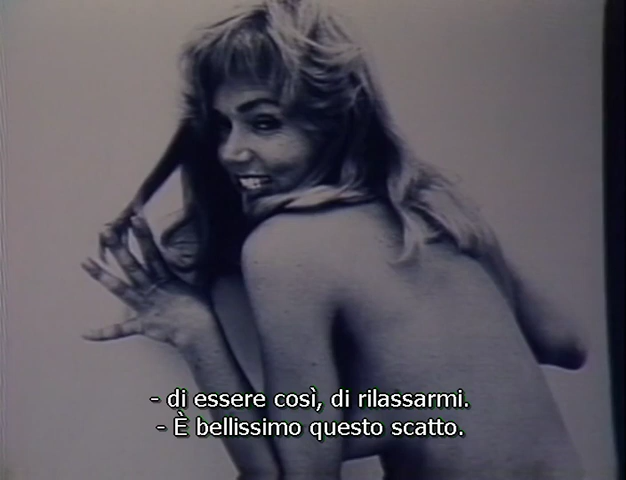 - di essere così, di rilassarmi.
- È bellissimo questo scatto.